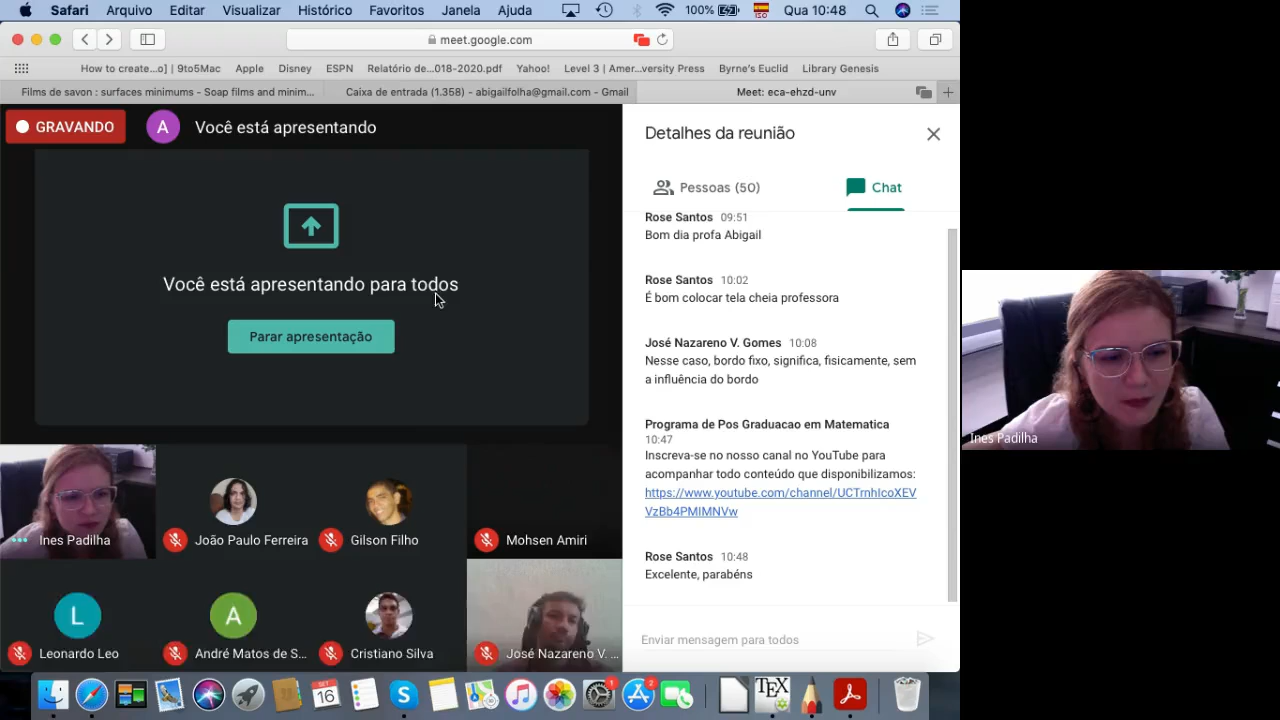 Safari Arquivo Editar Visualizar Histórico Favoritos Janela Ajuda 100% ISO Qua 10:48
meet.google.com
How to create...o] | 9to5Mac Apple Disney ESPN Relatório de...018-2020.pdf Yahoo! Level 3 | Amer...versity Press Byrne's Euclid Library Genesis
Films de savon : surfaces minimums - Soap films and minim... Caixa de entrada (1.358) - abigailfolha@gmail.com - Gmail Meet: eca-ehzd-unv
GRAVANDO
A
Você está apresentando
Você está apresentando para todos
Parar apresentação
Ines Padilha
João Paulo Ferreira
Gilson Filho
Mohsen Amiri
L
Leonardo Leo
A
André Matos de S...
Cristiano Silva
José Nazareno V. ...
Detalhes da reunião
Pessoas (50)
Chat
Rose Santos 09:51
Bom dia profa Abigail
Rose Santos 10:02
É bom colocar tela cheia professora
José Nazareno V. Gomes 10:08
Nesse caso, bordo fixo, significa, fisicamente, sem
a influência do bordo
Programa de Pos Graduacao em Matematica
10:47
Inscreva-se no nosso canal no YouTube para
acompanhar todo conteúdo que disponibilizamos:
https://www.youtube.com/channel/UCTrnhIcoXEV
VzBb4PMIMNVw
Rose Santos 10:48
Excelente, parabéns
Enviar mensagem para todos
Ines Padilha
SET
16
1
2
TEX